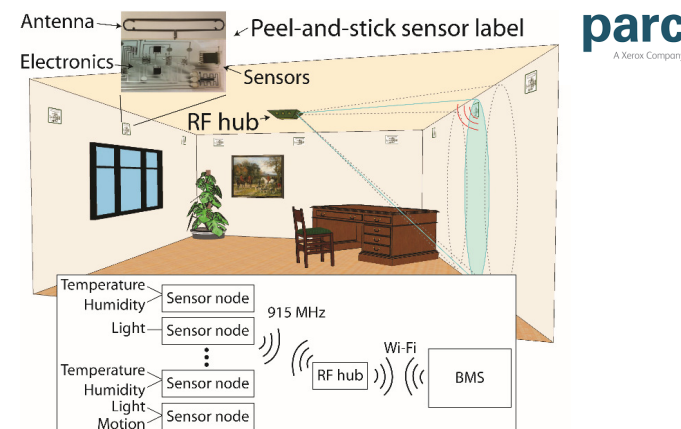 Antenna
Peel-and-stick sensor label
parc
A Xerox Company
Electronics
Sensors
RF hub
Temperature
Humidity
Sensor node
915 MHz
Light
Sensor node
Wi-Fi
Temperature
Humidity
Sensor node
RF hub
BMS
Light
Motion
Sensor node